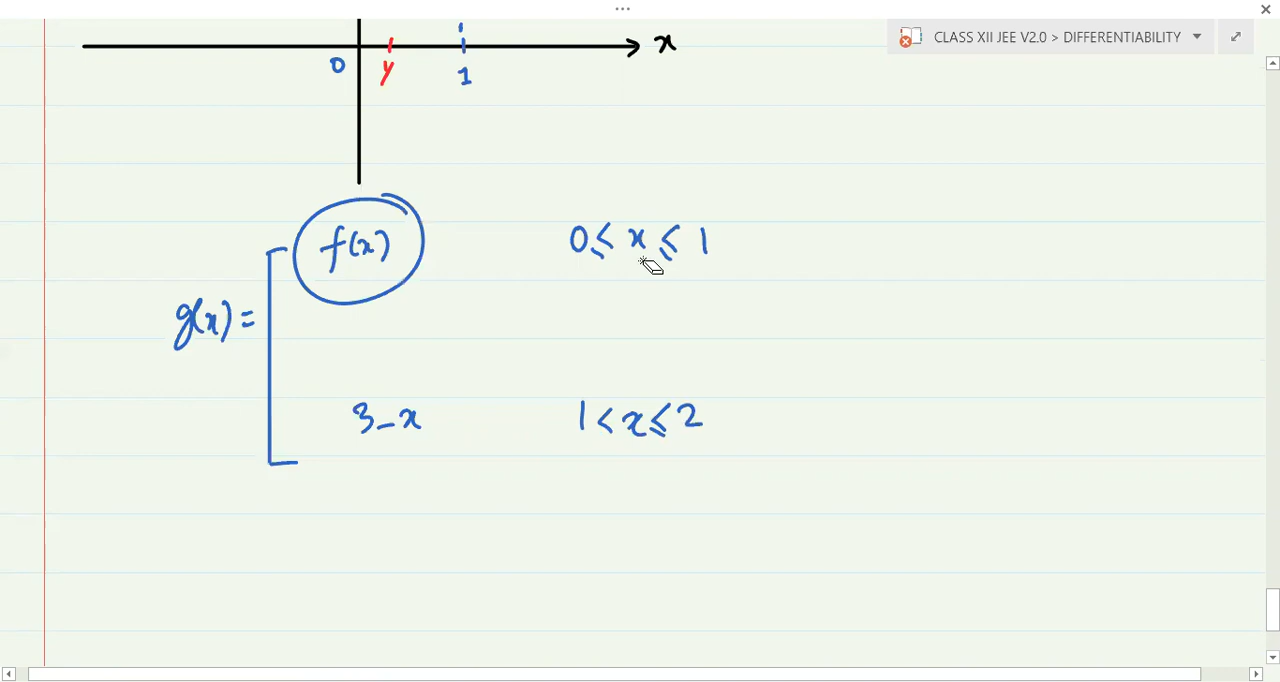 CLASS XII JEE V2.0 > DIFFERENTIABILITY
x
0 y 1
f(x) 0 ≤ x ≤ 1
g(x) =
3-x 1 < x ≤ 2